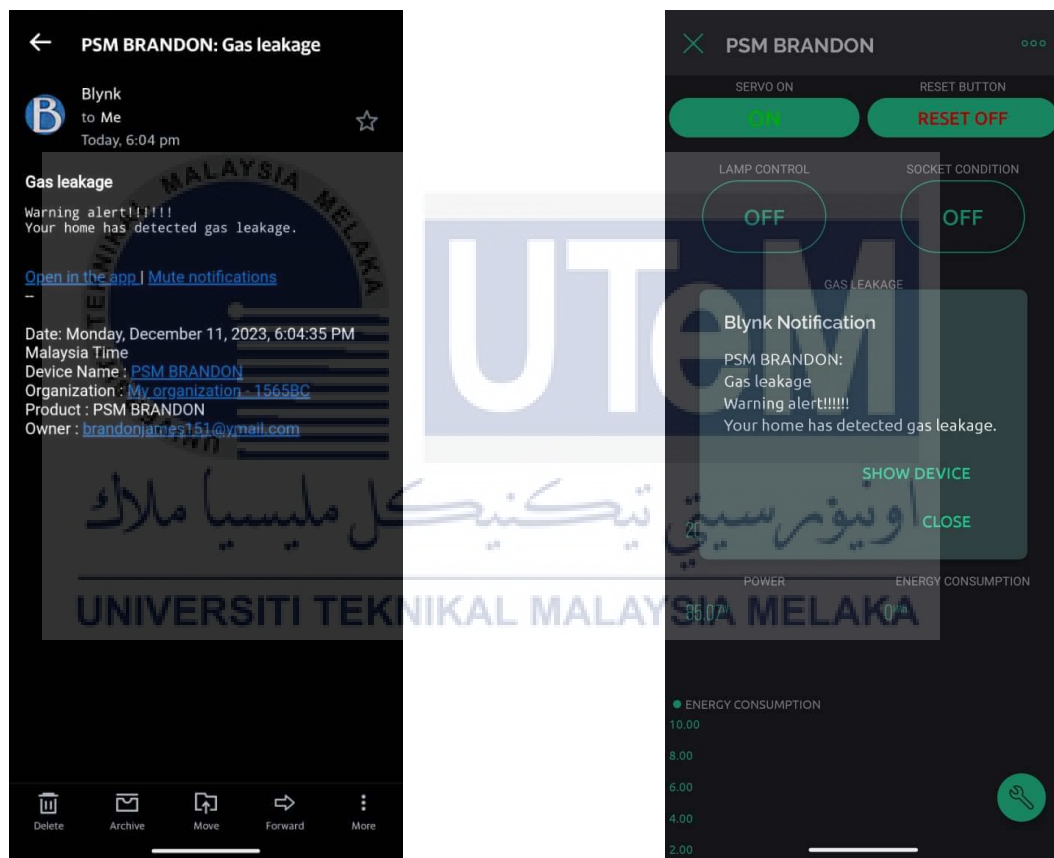 PSM BRANDON: Gas leakage
Blynk
to Me
Today, 6:04 pm
Gas leakage
Warning alert!!!!!!
Your home has detected gas leakage.
Open in the app | Mute notifications
--
Date: Monday, December 11, 2023, 6:04:35 PM
Malaysia Time
Device Name : PSM BRANDON
Organization : My organization - 1565BC
Product : PSM BRANDON
Owner : brandonjames151@ymail.com
Delete Archive Move Forward More
PSM BRANDON
SERVO ON RESET BUTTON
ON RESET OFF
LAMP CONTROL SOCKET CONDITION
OFF OFF
GAS LEAKAGE
Blynk Notification
PSM BRANDON:
Gas leakage
Warning alert!!!!!!
Your home has detected gas leakage.
SHOW DEVICE
CLOSE
POWER ENERGY CONSUMPTION
ENERGY CONSUMPTION
10.00
8.00
6.00
4.00
2.00
MALAYSIA MELAKA
UTeM
اونيۏرسيتي تيكنيكل مليسيا ملاك
UNIVERSITI TEKNIKAL MALAYSIA MELAKA